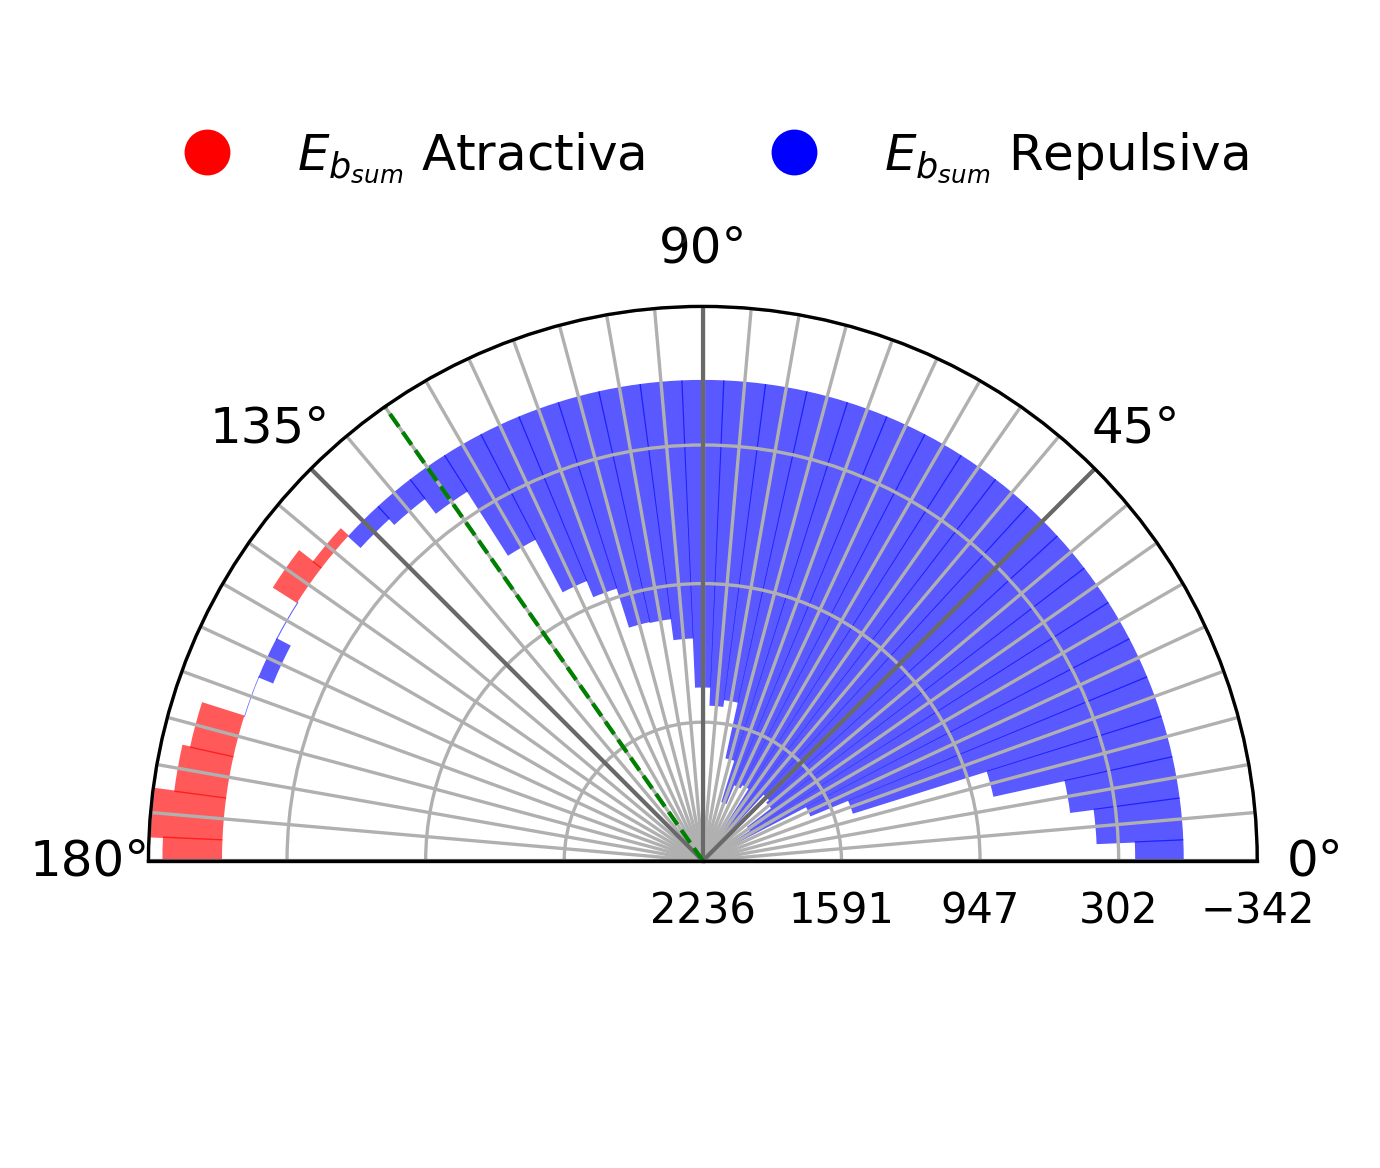 E_{b_{sum}} Atractiva E_{b_{sum}} Repulsiva
90°
135° 45°
180° 0°
2236 1591 947 302 −342